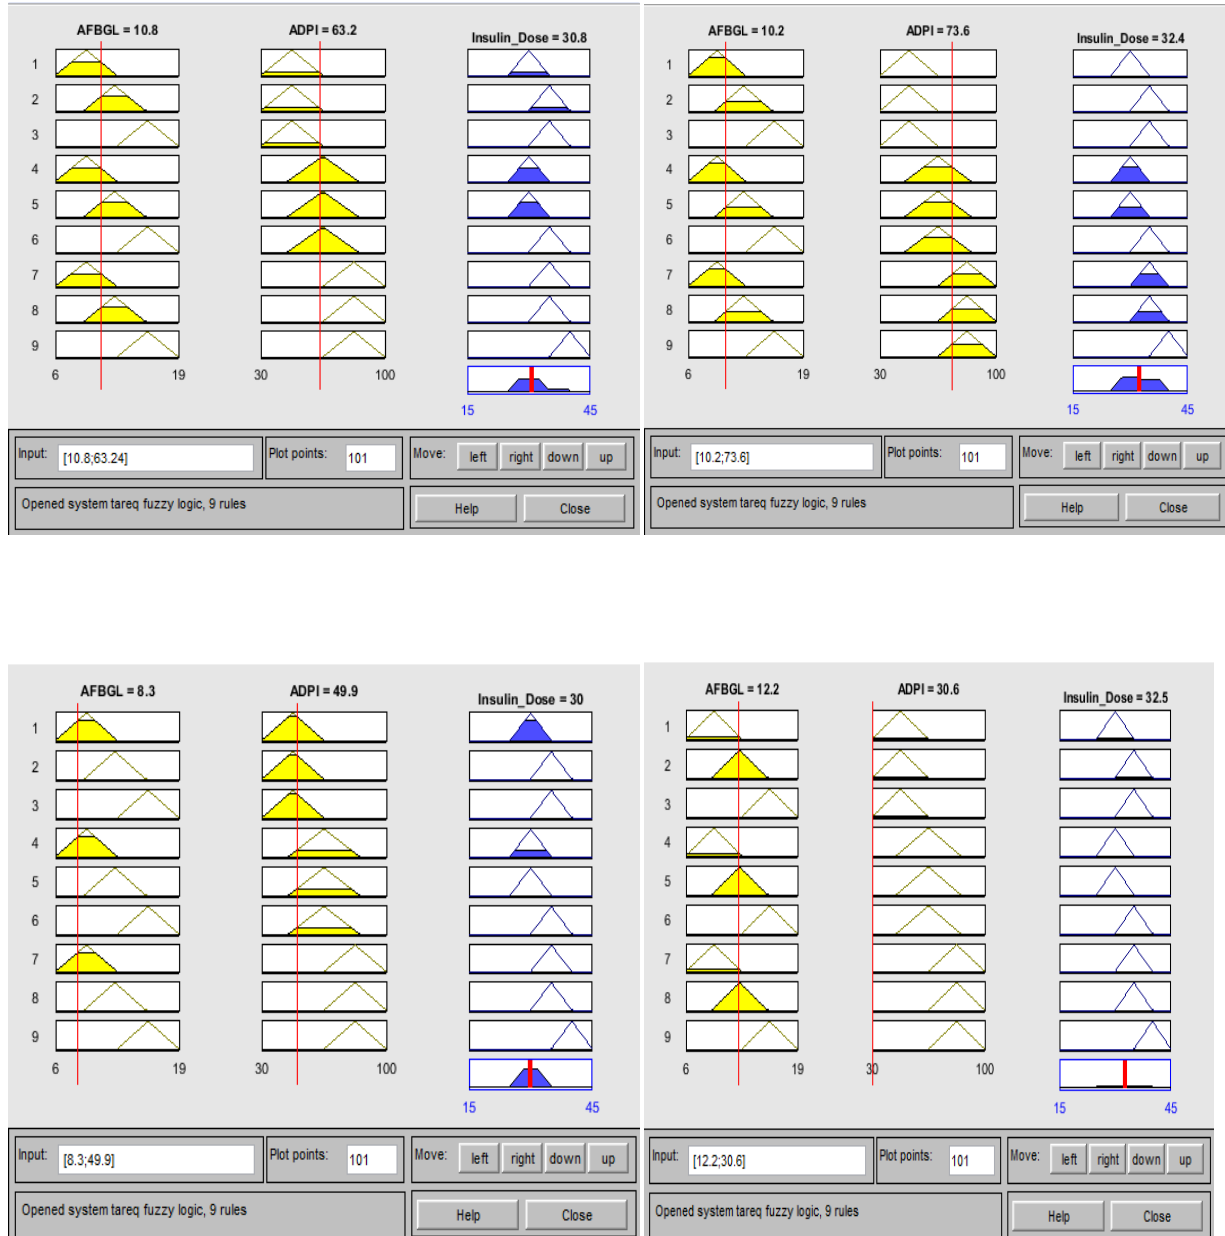 AFBGL = 10.8 ADPI = 63.2 Insulin_Dose = 30.8
1
2
3
4
5
6
7
8
9
6 19 30 100
15 45
Input: [10.8;63.24] Plot points: 101 Move: left right down up
Opened system tareq fuzzy logic, 9 rules Help Close
AFBGL = 10.2 ADPI = 73.6 Insulin_Dose = 32.4
1
2
3
4
5
6
7
8
9
6 19 30 100
15 45
Input: [10.2;73.6] Plot points: 101 Move: left right down up
Opened system tareq fuzzy logic, 9 rules Help Close
AFBGL = 8.3 ADPI = 49.9 Insulin_Dose = 30
1
2
3
4
5
6
7
8
9
6 19 30 100
15 45
Input: [8.3;49.9] Plot points: 101 Move: left right down up
Opened system tareq fuzzy logic, 9 rules Help Close
AFBGL = 12.2 ADPI = 30.6 Insulin_Dose = 32.5
1
2
3
4
5
6
7
8
9
6 19 30 100
15 45
Input: [12.2;30.6] Plot points: 101 Move: left right down up
Opened system tareq fuzzy logic, 9 rules Help Close